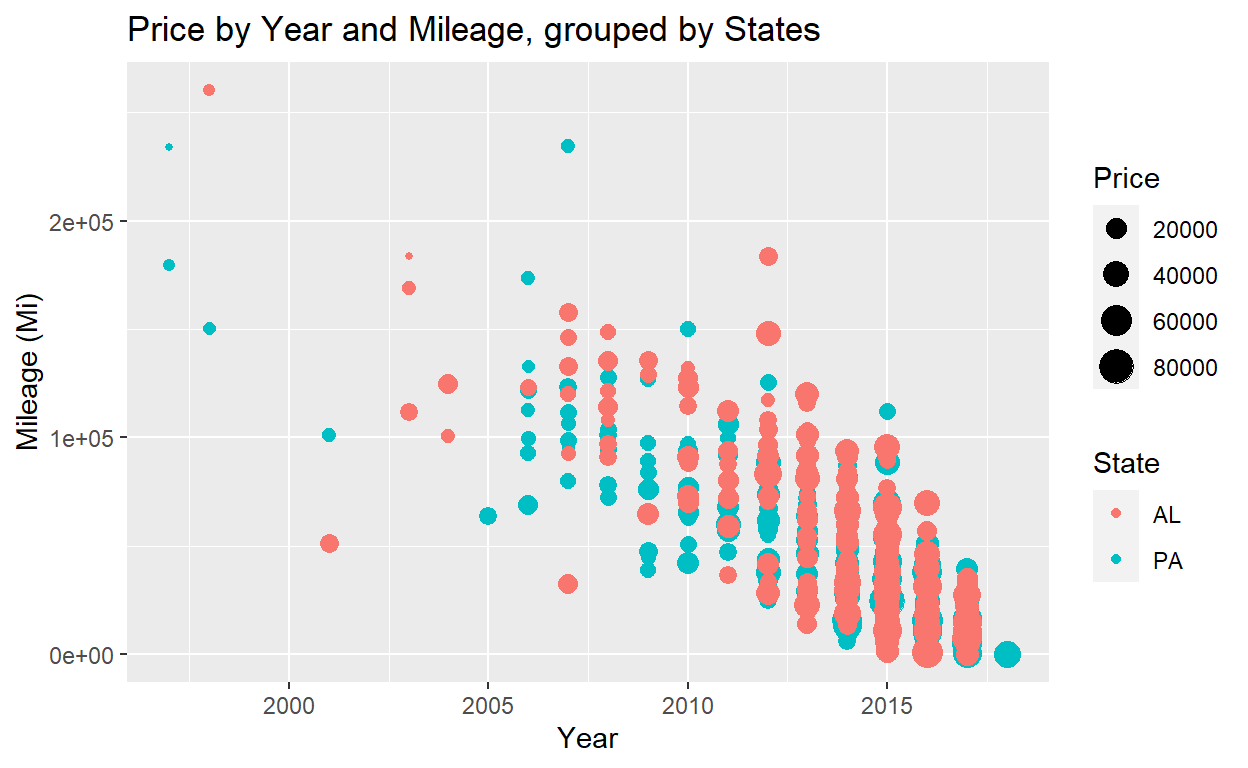 Price by Year and Mileage, grouped by States
Mileage (Mi)
2e+05
1e+05
0e+00
2000 2005 2010 2015
Year
Price
20000
40000
60000
80000
State
AL
PA